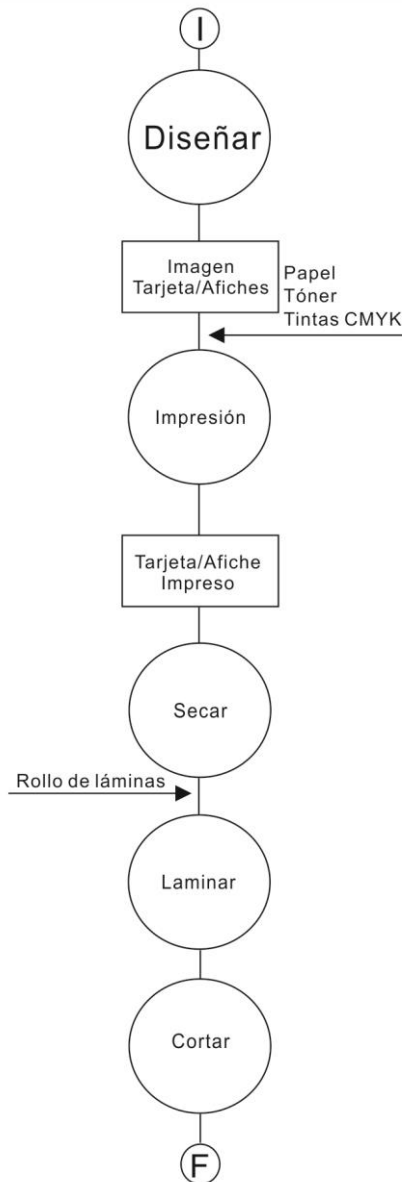 I
Diseñar
Imagen
Tarjeta/Afiches
Papel
Tóner
Tintas CMYK
Impresión
Tarjeta/Afiche
Impreso
Secar
Rollo de láminas
Laminar
Cortar
F